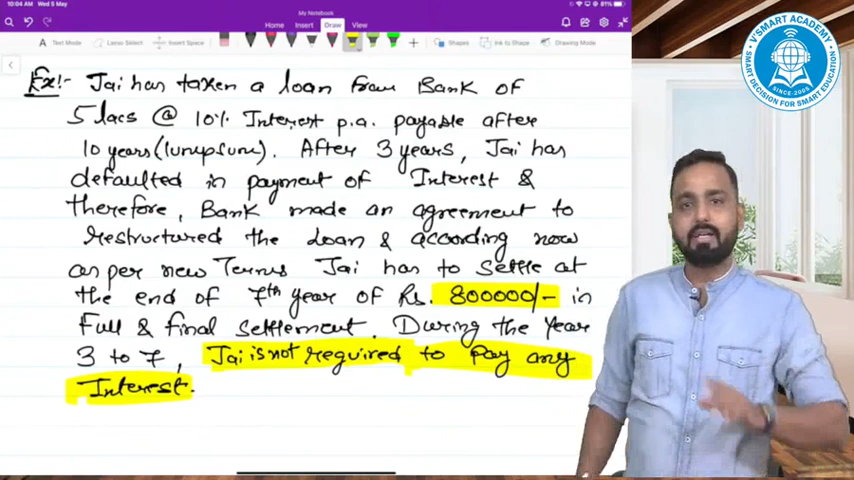 10:04 AM Wed 5 May
81%
My Notebook
Home Insert Draw View
Text Mode Lasso Select Insert Space Shapes Ink to Shape Drawing Mode
Ex!- Jai has taken a loan from Bank of
5 lacs @ 10% Interest p.a. payable after
10 years (lumpsum). After 3 years, Jai has
defaulted in payment of Interest &
therefore, Bank made an agreement to
restructured the Loan & according now
as per new Terms Jai has to settle at
the end of 7th year of Rs. 800000/- in
Full & final settlement. During the Year
3 to 7, Jai is not required to pay any
Interest.
V'SMART ACADEMY
SINCE-2005
SMART DECISION FOR SMART EDUCATION